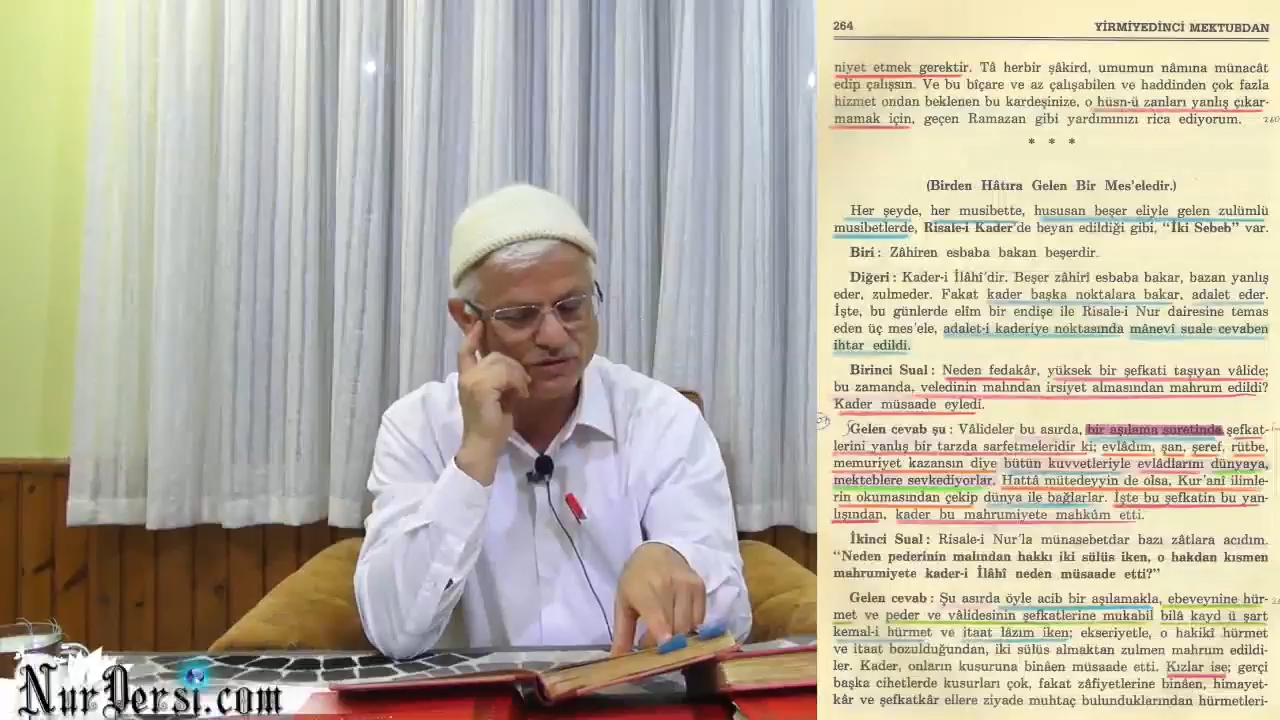 264 YİRMİYEDİNCİ MEKTUBDAN
niyet etmek gerektir. Tâ herbir şâkird, umumun nâmına münacât
edip çalışsın. Ve bu bîçare ve az çalışabilen ve haddinden çok fazla
hizmet ondan beklenen bu kardeşinize, o hüsn-ü zanları yanlış çıkar-
mamak için, geçen Ramazan gibi yardımınızı rica ediyorum.
* * *
(Birden Hâtıra Gelen Bir Mes'eledir.)
Her şeyde, her musibette, hususan beşer eliyle gelen zulümlü
musibetlerde, Risale-i Kader'de beyan edildiği gibi, "İki Sebeb" var.
Biri : Zâhiren esbaba bakan beşerdir.
Diğeri : Kader-i İlâhî'dir. Beşer zâhirî esbaba bakar, bazan yanlış
eder, zulmeder. Fakat kader başka noktalara bakar, adalet eder.
İşte, bu günlerde elîm bir endişe ile Risale-i Nur dairesine temas
eden üç mes'ele, adalet-i kaderiye noktasında mânevî suale cevaben
ihtar edildi.
Birinci Sual : Neden fedakâr, yüksek bir şefkati taşıyan vâlide;
bu zamanda, veledinin malından irsiyet almasından mahrum edildi?
Kader müsaade eyledi.
Gelen cevab şu : Vâlideler bu asırda, bir aşılama suretinde şefkat-
lerini yanlış bir tarzda sarfetmeleridir ki; evlâdım, şan, şeref, rütbe,
memuriyet kazansın diye bütün kuvvetleriyle evlâdlarını dünyaya,
mekteblere sevkediyorlar. Hattâ mütedeyyin de olsa, Kur'anî ilimle-
rin okumasından çekip dünya ile bağlarlar. İşte bu şefkatin bu yan-
lışından, kader bu mahrumiyete mahkûm etti.
İkinci Sual : Risale-i Nur'la münasebetdar bazı zâtlara acıdım.
"Neden pederinin malından hakkı iki sülüs iken, o hakdan kısmen
mahrumiyete kader-i İlâhî neden müsaade etti?"
Gelen cevab : Şu asırda öyle acib bir aşılamakla, ebeveynine hür-
met ve peder ve vâlidesinin şefkatlerine mukabil bilâ kayd ü şart
kemal-i hürmet ve itaat lâzım iken; ekseriyetle, o hakikî hürmet
ve itaat bozulduğundan, iki sülüs almaktan zulmen mahrum edildi-
ler. Kader, onların kusuruna binâen müsaade etti. Kızlar ise; gerçi
başka cihetlerde kusurları çok, fakat zâfiyetlerine binâen, himayet-
kâr ve şefkatkâr ellere ziyade muhtaç bulunduklarından hürmetleri-
NurDersi.com